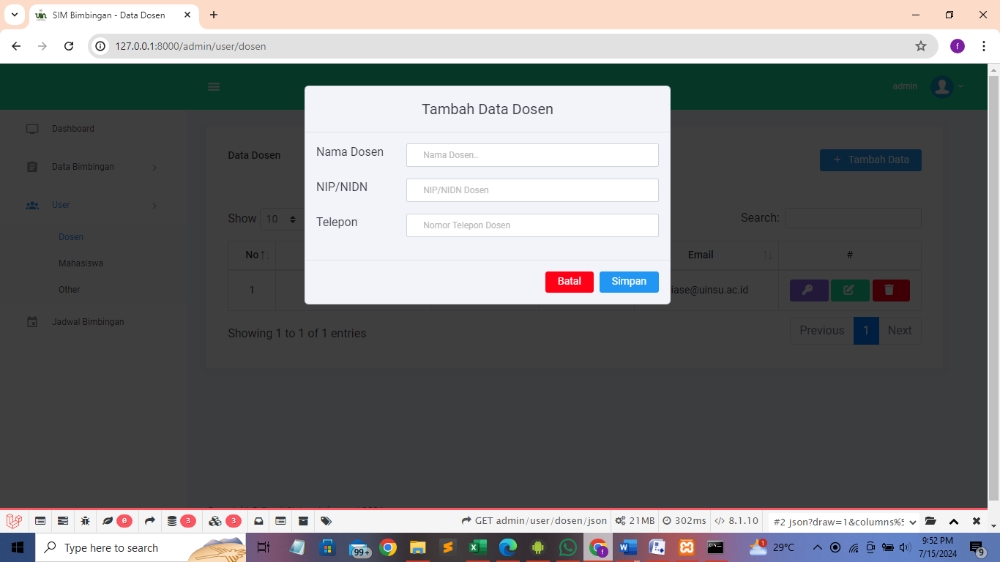 SIM Bimbingan - Data Dosen
127.0.0.1:8000/admin/user/dosen
f
admin
Tambah Data Dosen
Dashboard
Data Bimbingan
User
Dosen
Mahasiswa
Other
Jadwal Bimbingan
Data Dosen
+ Tambah Data
Nama Dosen
Nama Dosen..
NIP/NIDN
NIP/NIDN Dosen
Telepon
Nomor Telepon Dosen
Batal
Simpan
Show 10
Search:
No
Email
#
1
iase@uinsu.ac.id
Showing 1 to 1 of 1 entries
Previous 1 Next
0
3
3
GET admin/user/dosen/json
21MB
302ms
8.1.10
#2 json?draw=1&columns%5
Type here to search
99+
f
1
29°C
9:52 PM
7/15/2024
9